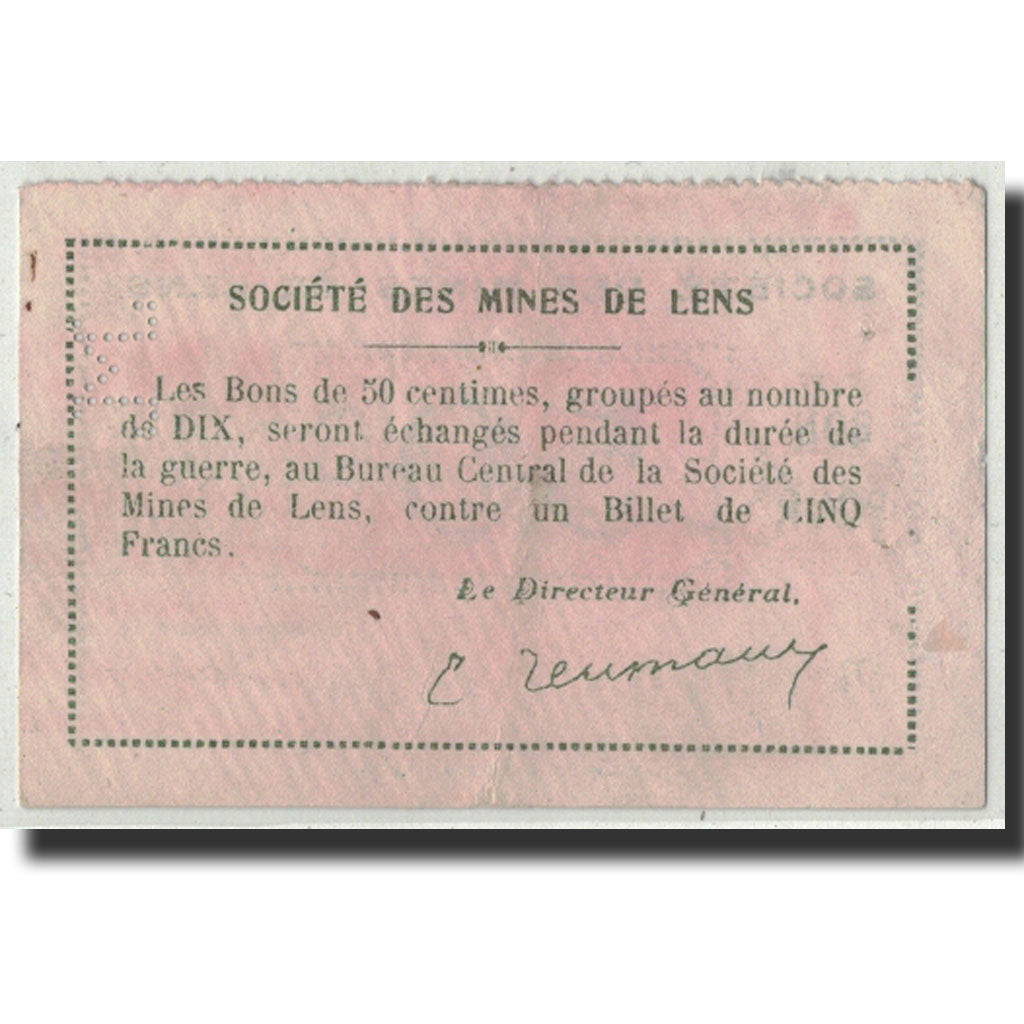 SOCIÉTÉ DES MINES DE LENS
Les Bons de 50 centimes, groupés au nombre
de DIX, seront échangés pendant la durée de
la guerre, au Bureau Central de la Société des
Mines de Lens, contre un Billet de CINQ
Francs.
Le Directeur Général,
E Reumaux